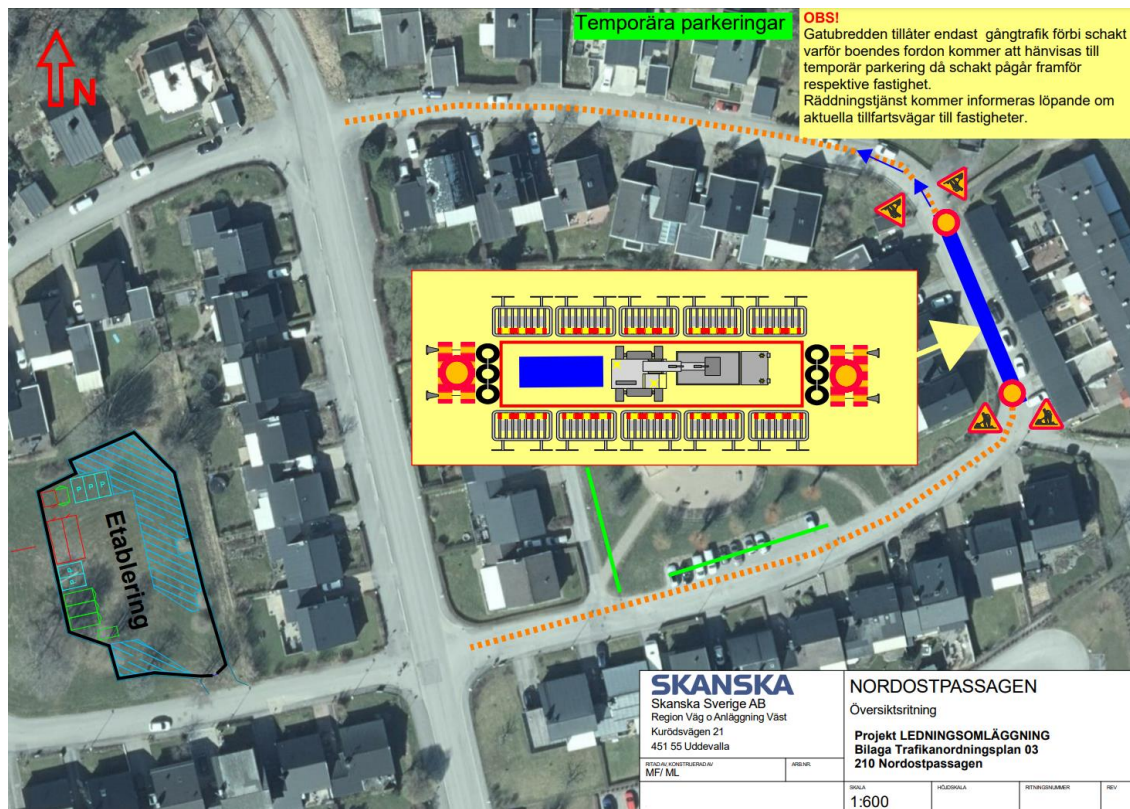 N
Temporära parkeringar
OBS!
Gatubredden tillåter endast gångtrafik förbi schakt
varför boendes fordon kommer att hänvisas till
temporär parkering då schakt pågår framför
respektive fastighet.
Räddningstjänst kommer informeras löpande om
aktuella tillfartsvägar till fastigheter.
P P P
Etablering
SKANSKA
Skanska Sverige AB
Region Väg o Anläggning Väst
Kurödsvägen 21
451 55 Uddevalla
RITAD AV, KONSTRUERAD AV
ARB.NR.
MF/ ML
NORDOSTPASSAGEN
Översiktsritning
Projekt LEDNINGSOMLÄGGNING
Bilaga Trafikanordningsplan 03
210 Nordostpassagen
SKALA
HÖJDSKALA
RITNINGSNUMMER
REV
1:600